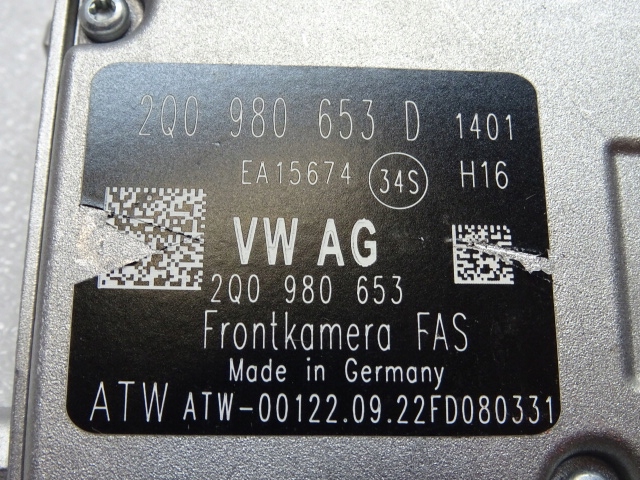 2Q0 980 653 D 1401
EA15674 34S H16
VW AG
2Q0 980 653
Frontkamera FAS
Made in Germany
ATW ATW-00122.09.22FD080331